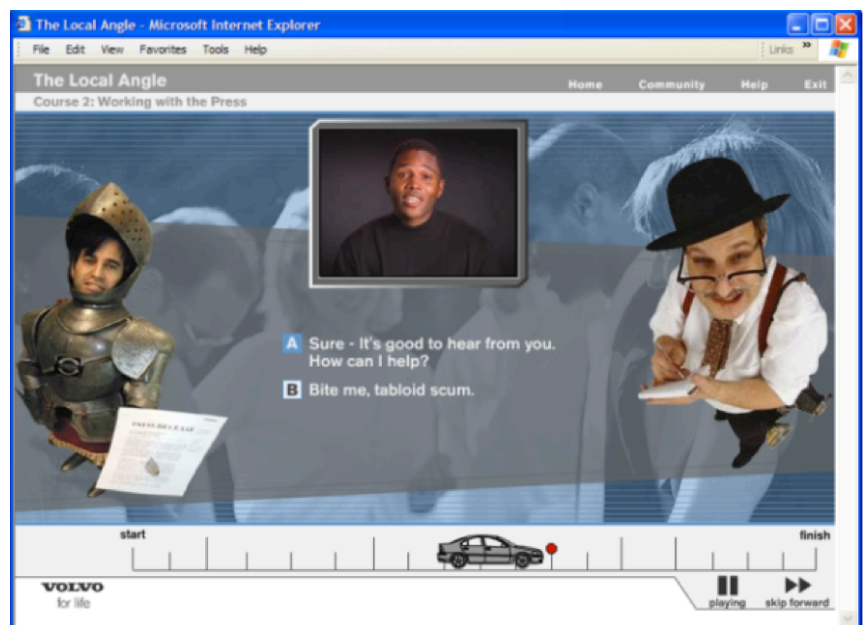 The Local Angle - Microsoft Internet Explorer
File Edit View Favorites Tools Help
Links »
The Local Angle
Home Community Help Exit
Course 2: Working with the Press
A Sure - It's good to hear from you.
How can I help?
B Bite me, tabloid scum.
PRESS RELEASE
start
finish
VOLVO
for life
playing skip forward